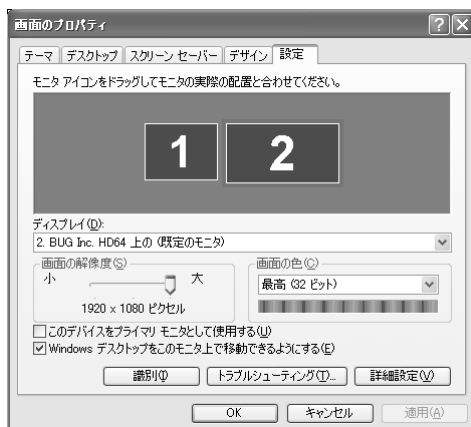 画面のプロパティ
テーマ デスクトップ スクリーン セーバー デザイン 設定
モニタ アイコンをドラッグしてモニタの実際の配置と合わせてください。
1 2
ディスプレイ(D):
2. BUG Inc. HD64 上の (既定のモニタ)
画面の解像度(S) 画面の色(C)
小 大 最高 (32 ビット)
1920 x 1080 ピクセル
このデバイスをプライマリ モニタとして使用する(U)
Windows デスクトップをこのモニタ上で移動できるようにする(E)
識別(I) トラブルシューティング(T)... 詳細設定(V)
OK キャンセル 適用(A)